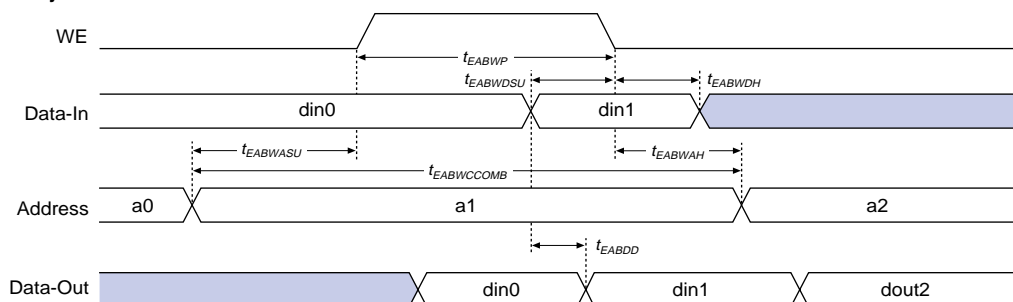 WE
tEABWP
tEABWDSU
tEABWDH
Data-In
din0
din1
tEABWASU
tEABWAH
tEABWCCOMB
Address
a0
a1
a2
tEABDD
Data-Out
din0
din1
dout2